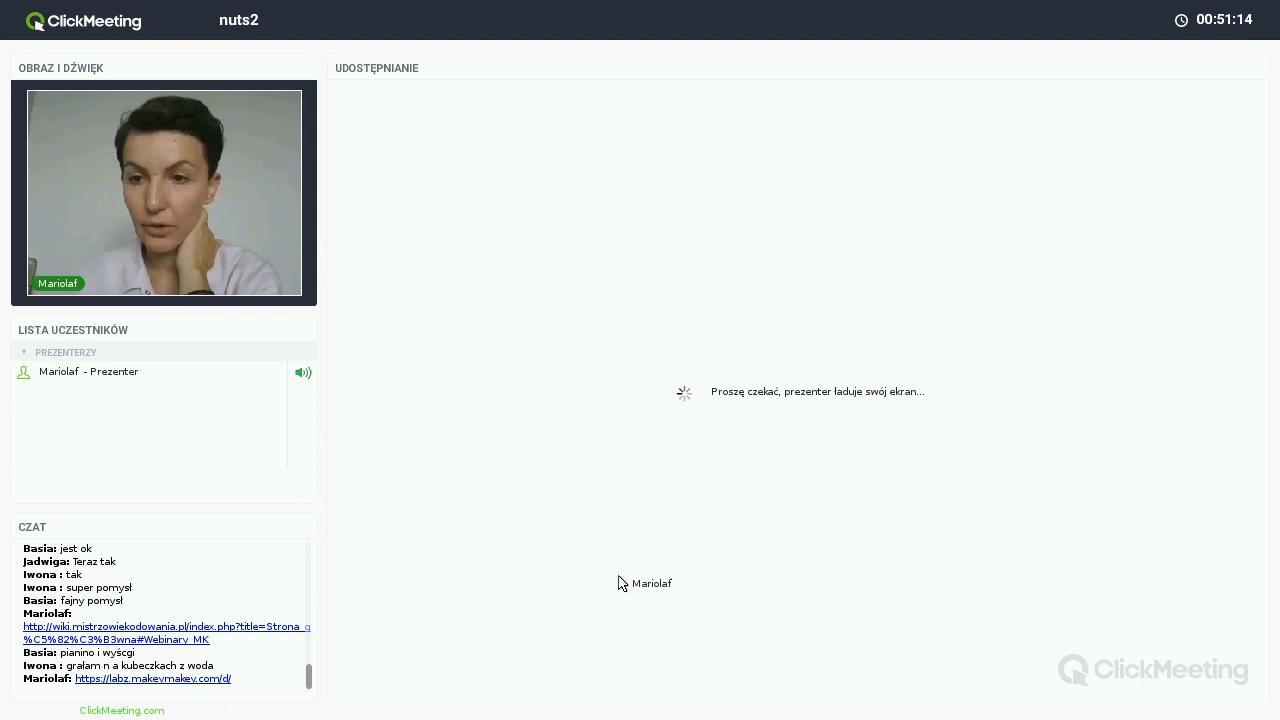 ClickMeeting
nuts2
00:51:14
OBRAZ I DŹWIĘK
Mariolaf
LISTA UCZESTNIKÓW
PREZENTERZY
Mariolaf - Prezenter
CZAT
Basia: jest ok
Jadwiga: Teraz tak
Iwona : tak
Iwona : super pomysł
Basia: fajny pomysł
Mariolaf:
http://wiki.mistrzowiekodowania.pl/index.php?title=Strona_g
%C5%82%C3%B3wna#Webinary_MK
Basia: pianino i wyścgi
Iwona : grałam n a kubeczkach z woda
Mariolaf: https://labz.makeymakey.com/d/
ClickMeeting.com
UDOSTĘPNIANIE
Proszę czekać, prezenter ładuje swój ekran...
Mariolaf
ClickMeeting